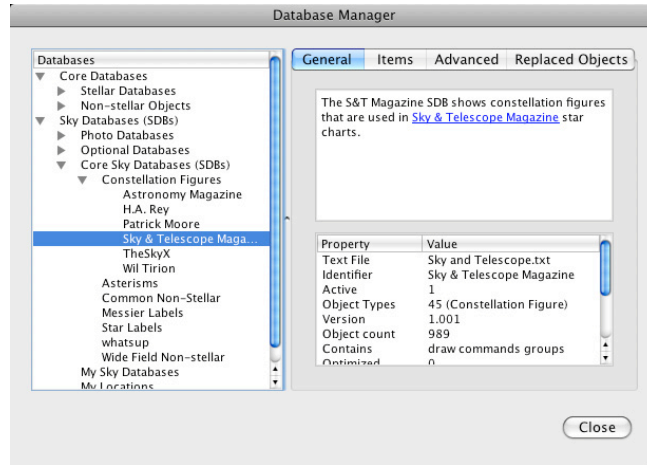 Database Manager
Databases
Core Databases
Stellar Databases
Non-stellar Objects
Sky Databases (SDBs)
Photo Databases
Optional Databases
Core Sky Databases (SDBs)
Constellation Figures
Astronomy Magazine
H.A. Rey
Patrick Moore
Sky & Telescope Maga...
TheSkyX
Wil Tirion
Asterisms
Common Non-Stellar
Messier Labels
Star Labels
whatsup
Wide Field Non-stellar
My Sky Databases
My Locations
General Items Advanced Replaced Objects
The S&T Magazine SDB shows constellation figures
that are used in Sky & Telescope Magazine star
charts.
Property Value
Text File Sky and Telescope.txt
Identifier Sky & Telescope Magazine
Active 1
Object Types 45 (Constellation Figure)
Version 1.001
Object count 989
Contains draw commands groups
Optimized 0
Close